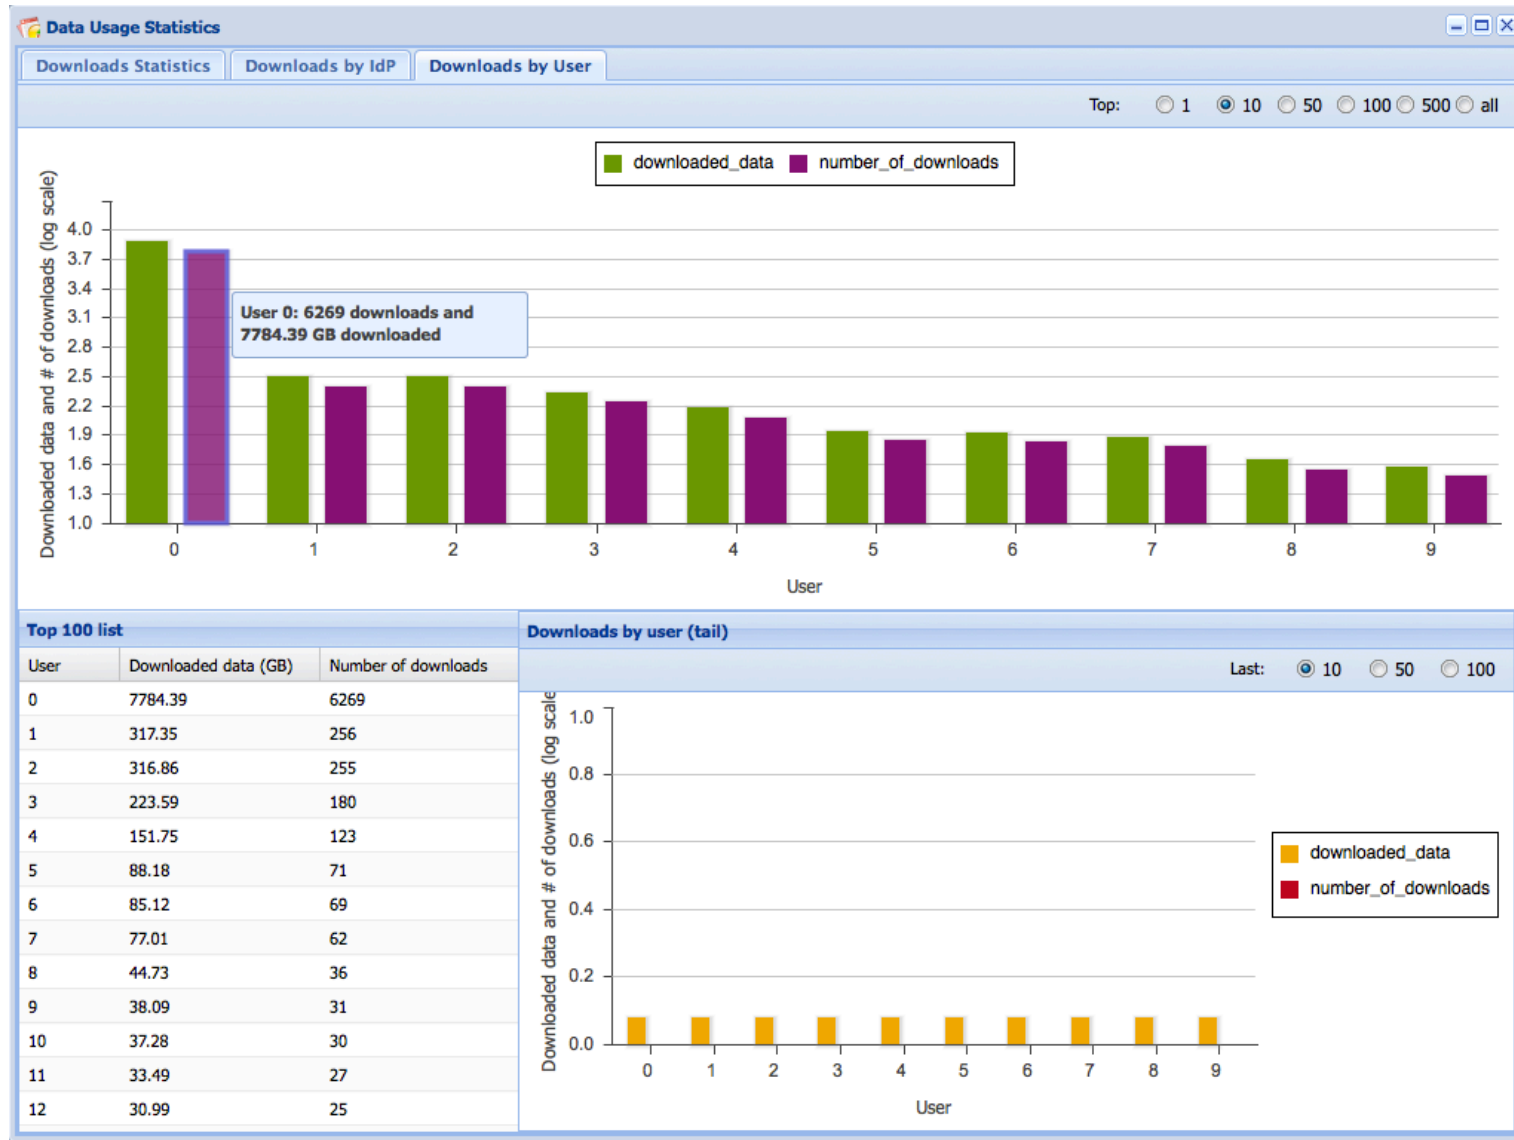 Data Usage Statistics
Downloads Statistics Downloads by IdP Downloads by User
Top: 1 10 50 100 500 all
downloaded_data number_of_downloads
Downloaded data and # of downloads (log scale)
4.0
3.7
3.4
3.1
2.8
2.5
2.2
1.9
1.6
1.3
1.0
User 0: 6269 downloads and
7784.39 GB downloaded
0 1 2 3 4 5 6 7 8 9
User
Top 100 list
User Downloaded data (GB) Number of downloads
0 7784.39 6269
1 317.35 256
2 316.86 255
3 223.59 180
4 151.75 123
5 88.18 71
6 85.12 69
7 77.01 62
8 44.73 36
9 38.09 31
10 37.28 30
11 33.49 27
12 30.99 25
Downloads by user (tail)
Last: 10 50 100
Downloaded data and # of downloads (log scale
1.0
0.8
0.6
0.4
0.2
0.0
0 1 2 3 4 5 6 7 8 9
User
downloaded_data
number_of_downloads